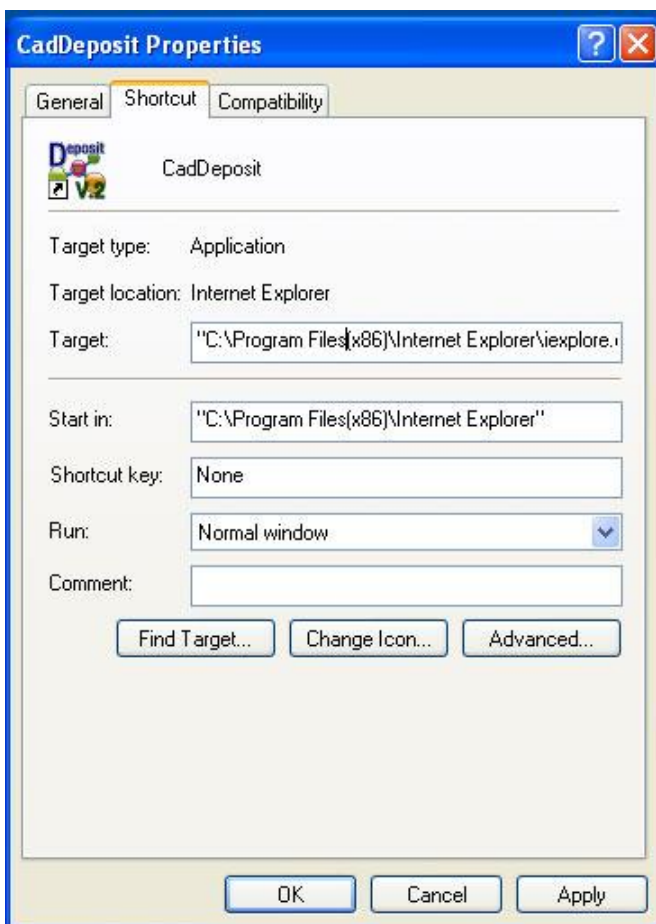 CadDeposit Properties
General Shortcut Compatibility
Deposit
V.2
CadDeposit
Target type: Application
Target location: Internet Explorer
Target: "C:\Program Files(x86)\Internet Explorer\iexplore.
Start in: "C:\Program Files(x86)\Internet Explorer"
Shortcut key: None
Run: Normal window
Comment:
Find Target... Change Icon... Advanced...
OK Cancel Apply